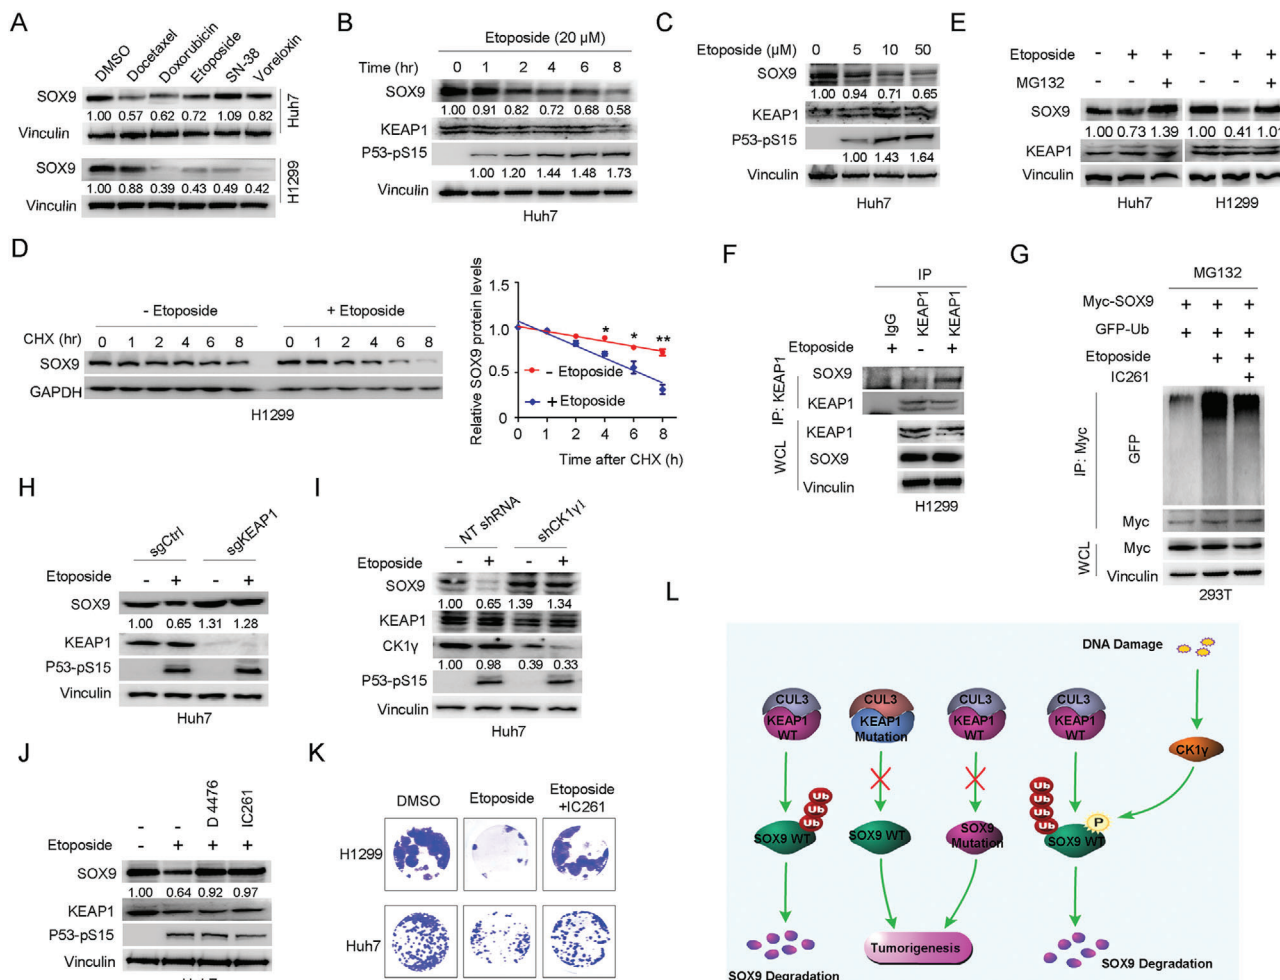 A
DMSO
Docetaxel
Doxorubicin
Etoposide
SN-38
Voreloxin
SOX9
1.00 0.57 0.62 0.72 1.09 0.82
Vinculin
Huh7
SOX9
1.00 0.88 0.39 0.43 0.49 0.42
Vinculin
H1299
B
Etoposide (20 µM)
Time (hr) 0 1 2 4 6 8
SOX9
1.00 0.91 0.82 0.72 0.68 0.58
KEAP1
P53-pS15
1.00 1.20 1.44 1.48 1.73
Vinculin
Huh7
C
Etoposide (µM) 0 5 10 50
SOX9
1.00 0.94 0.71 0.65
KEAP1
P53-pS15
1.00 1.43 1.64
Vinculin
Huh7
E
Etoposide - + + - + +
MG132 + +
SOX9
1.00 0.73 1.39 1.00 0.41 1.01
KEAP1
Vinculin
Huh7 H1299
D
- Etoposide + Etoposide
CHX (hr) 0 1 2 4 6 8 0 1 2 4 6 8
SOX9
GAPDH
H1299
Relative SOX9 protein levels
1.5
1.0
0.5
0
* * **
- Etoposide
+ Etoposide
0 1 2 4 6 8
Time after CHX (h)
F
IP
IgG
KEAP1
KEAP1
Etoposide + - +
IP: KEAP1
SOX9
KEAP1
WCL
KEAP1
SOX9
Vinculin
H1299
G
MG132
Myc-SOX9 + + +
GFP-Ub + + +
Etoposide + +
IC261 +
IP: Myc
GFP
Myc
WCL
Myc
Vinculin
293T
H
sgCtrl
sgKEAP1
Etoposide - + - +
SOX9
1.00 0.65 1.31 1.28
KEAP1
P53-pS15
Vinculin
Huh7
I
NT shRNA
shCK1γ1
Etoposide - + - +
SOX9
1.00 0.65 1.39 1.34
KEAP1
CK1γ
1.00 0.98 0.39 0.33
P53-pS15
Vinculin
Huh7
J
D4476
IC261
- -
Etoposide - + + +
SOX9
1.00 0.64 0.92 0.97
KEAP1
P53-pS15
Vinculin
K
DMSO
Etoposide
Etoposide
+IC261
H1299
Huh7
L
DNA Damage
CUL3 CUL3 CUL3 CUL3
KEAP1 KEAP1 KEAP1 KEAP1
WT Mutation WT WT
CK1γ
Ub
Ub
Ub
Ub
Ub
Ub
Ub
P
SOX9 WT SOX9 WT SOX9 SOX9 WT
Mutation
Tumorigenesis
SOX9 Degradation
SOX9 Degradation